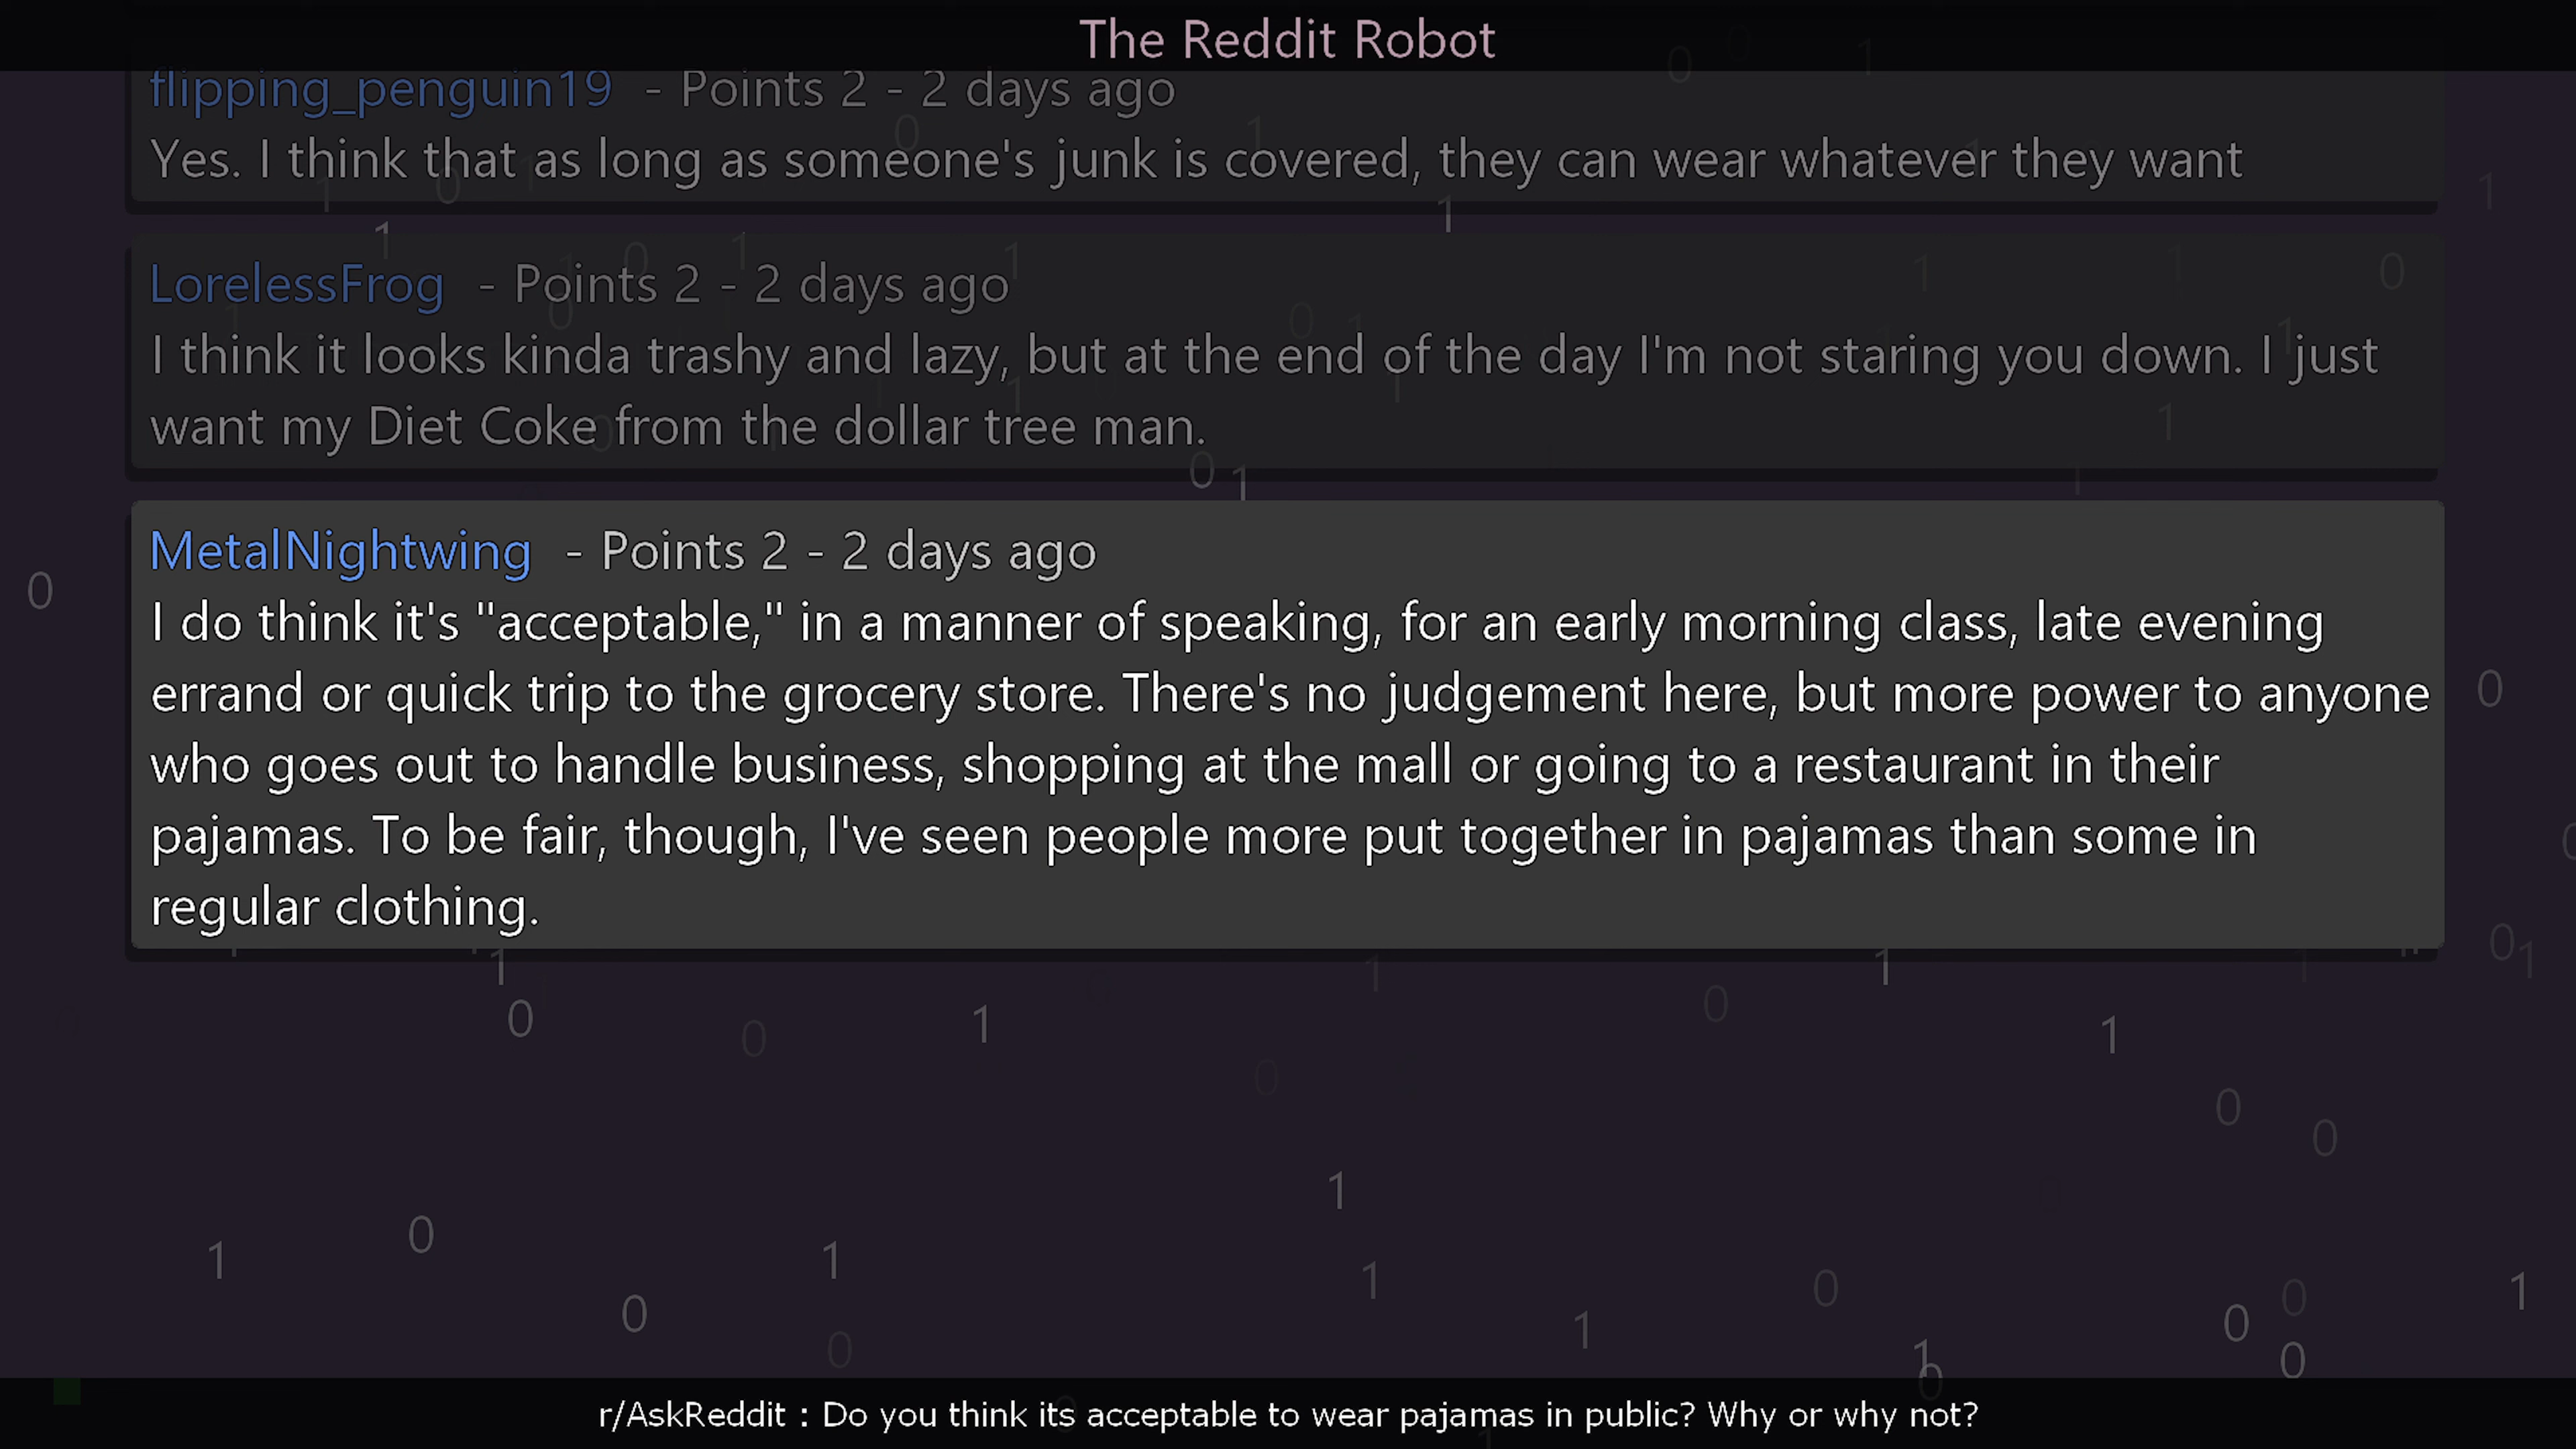 The Reddit Robot
flipping_penguin19 - Points 2 - 2 days ago
Yes. I think that as long as someone's junk is covered, they can wear whatever they want
LorelessFrog - Points 2 - 2 days ago
I think it looks kinda trashy and lazy, but at the end of the day I'm not staring you down. I just
want my Diet Coke from the dollar tree man.
MetalNightwing - Points 2 - 2 days ago
I do think it's "acceptable," in a manner of speaking, for an early morning class, late evening
errand or quick trip to the grocery store. There's no judgement here, but more power to anyone
who goes out to handle business, shopping at the mall or going to a restaurant in their
pajamas. To be fair, though, I've seen people more put together in pajamas than some in
regular clothing.
r/AskReddit : Do you think its acceptable to wear pajamas in public? Why or why not?